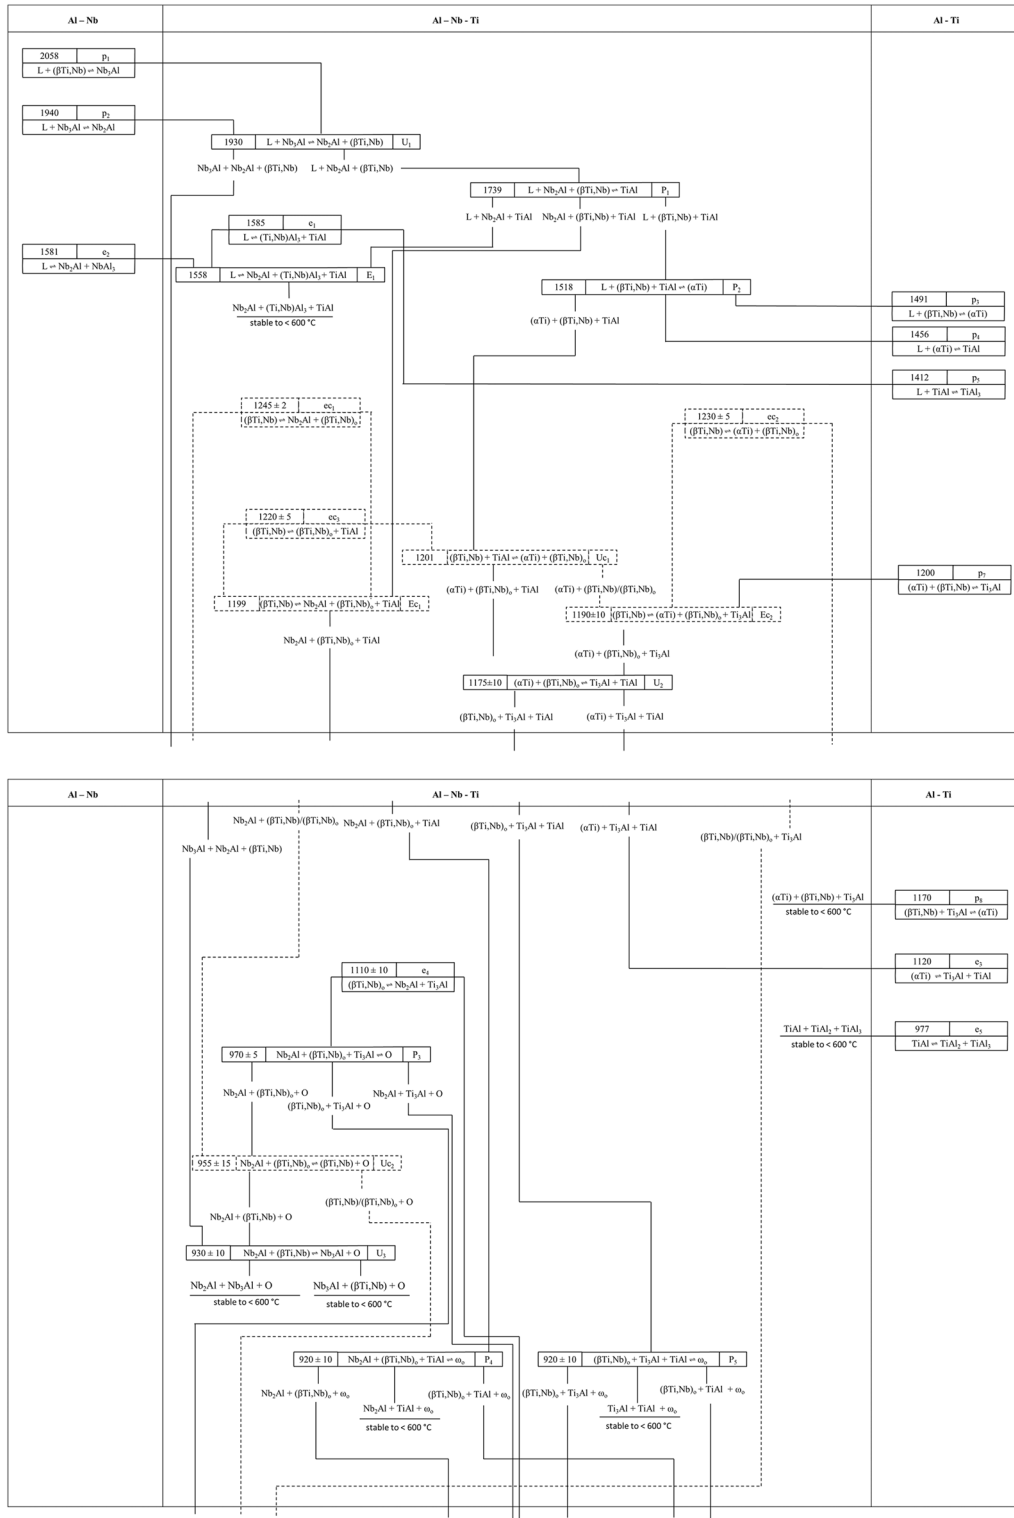 Al – Nb
Al – Nb - Ti
Al - Ti
2058 p₁
L + (βTi,Nb) ⇌ Nb₃Al
1940 p₂
L + Nb₃Al ⇌ Nb₂Al
1930 L + Nb₃Al ⇌ Nb₂Al + (βTi,Nb) U₁
Nb₃Al + Nb₂Al + (βTi,Nb)
L + Nb₂Al + (βTi,Nb)
1739 L + Nb₂Al + (βTi,Nb) ⇌ TiAl P₁
L + Nb₂Al + TiAl
Nb₂Al + (βTi,Nb) + TiAl
L + (βTi,Nb) + TiAl
1585 e₁
L ⇌ (Ti,Nb)Al₃ + TiAl
1581 e₂
L ⇌ Nb₂Al + NbAl₃
1558 L ⇌ Nb₂Al + (Ti,Nb)Al₃ + TiAl E₁
Nb₂Al + (Ti,Nb)Al₃ + TiAl
stable to < 600 °C
1518 L + (βTi,Nb) + TiAl ⇌ (αTi) P₂
(αTi) + (βTi,Nb) + TiAl
1491 p₃
L + (βTi,Nb) ⇌ (αTi)
1456 p₄
L + (αTi) ⇌ TiAl
1412 p₅
L + TiAl ⇌ TiAl₃
1245 ± 2 ec₁
(βTi,Nb) ⇌ Nb₂Al + (βTi,Nb)ₒ
1230 ± 5 ec₂
(βTi,Nb) ⇌ (αTi) + (βTi,Nb)ₒ
1220 ± 5 ec₃
(βTi,Nb) ⇌ (βTi,Nb)ₒ + TiAl
1201 (βTi,Nb) + TiAl ⇌ (αTi) + (βTi,Nb)ₒ Uc₁
(αTi) + (βTi,Nb)ₒ + TiAl
(αTi) + (βTi,Nb)/(βTi,Nb)ₒ
1200 p₇
(αTi) + (βTi,Nb) ⇌ Ti₃Al
1199 (βTi,Nb) ⇌ Nb₂Al + (βTi,Nb)ₒ + TiAl Ec₁
1190±10 (βTi,Nb) ⇌ (αTi) + (βTi,Nb)ₒ + Ti₃Al Ec₂
Nb₂Al + (βTi,Nb)ₒ + TiAl
(αTi) + (βTi,Nb)ₒ + Ti₃Al
1175±10 (αTi) + (βTi,Nb)ₒ ⇌ Ti₃Al + TiAl U₂
(βTi,Nb)ₒ + Ti₃Al + TiAl
(αTi) + Ti₃Al + TiAl
Al – Nb
Al – Nb - Ti
Al - Ti
Nb₂Al + (βTi,Nb)/(βTi,Nb)ₒ
Nb₂Al + (βTi,Nb)ₒ + TiAl
(βTi,Nb)ₒ + Ti₃Al + TiAl
(αTi) + Ti₃Al + TiAl
(βTi,Nb)/(βTi,Nb)ₒ + Ti₃Al
Nb₃Al + Nb₂Al + (βTi,Nb)
(αTi) + (βTi,Nb) + Ti₃Al
stable to < 600 °C
1170 p₈
(βTi,Nb) + Ti₃Al ⇌ (αTi)
1120 e₃
(αTi) ⇌ Ti₃Al + TiAl
1110 ± 10 e₄
(βTi,Nb)ₒ ⇌ Nb₂Al + Ti₃Al
TiAl + TiAl₂ + TiAl₃
stable to < 600 °C
977 e₅
TiAl ⇌ TiAl₂ + TiAl₃
970 ± 5 Nb₂Al + (βTi,Nb)ₒ + Ti₃Al ⇌ O P₃
Nb₂Al + (βTi,Nb)ₒ + O
(βTi,Nb)ₒ + Ti₃Al + O
Nb₂Al + Ti₃Al + O
955 ± 15 Nb₂Al + (βTi,Nb)ₒ ⇌ (βTi,Nb) + O Uc₂
(βTi,Nb)/(βTi,Nb)ₒ + O
Nb₂Al + (βTi,Nb) + O
930 ± 10 Nb₂Al + (βTi,Nb) ⇌ Nb₃Al + O U₃
Nb₂Al + Nb₃Al + O
stable to < 600 °C
Nb₃Al + (βTi,Nb) + O
stable to < 600 °C
920 ± 10 Nb₂Al + (βTi,Nb)ₒ + TiAl ⇌ ωₒ P₄
920 ± 10 (βTi,Nb)ₒ + Ti₃Al + TiAl ⇌ ωₒ P₅
Nb₂Al + (βTi,Nb)ₒ + ωₒ
Nb₂Al + TiAl + ωₒ
stable to < 600 °C
(βTi,Nb)ₒ + TiAl + ωₒ
(βTi,Nb)ₒ + Ti₃Al + ωₒ
Ti₃Al + TiAl + ωₒ
stable to < 600 °C
(βTi,Nb)ₒ + TiAl + ωₒ